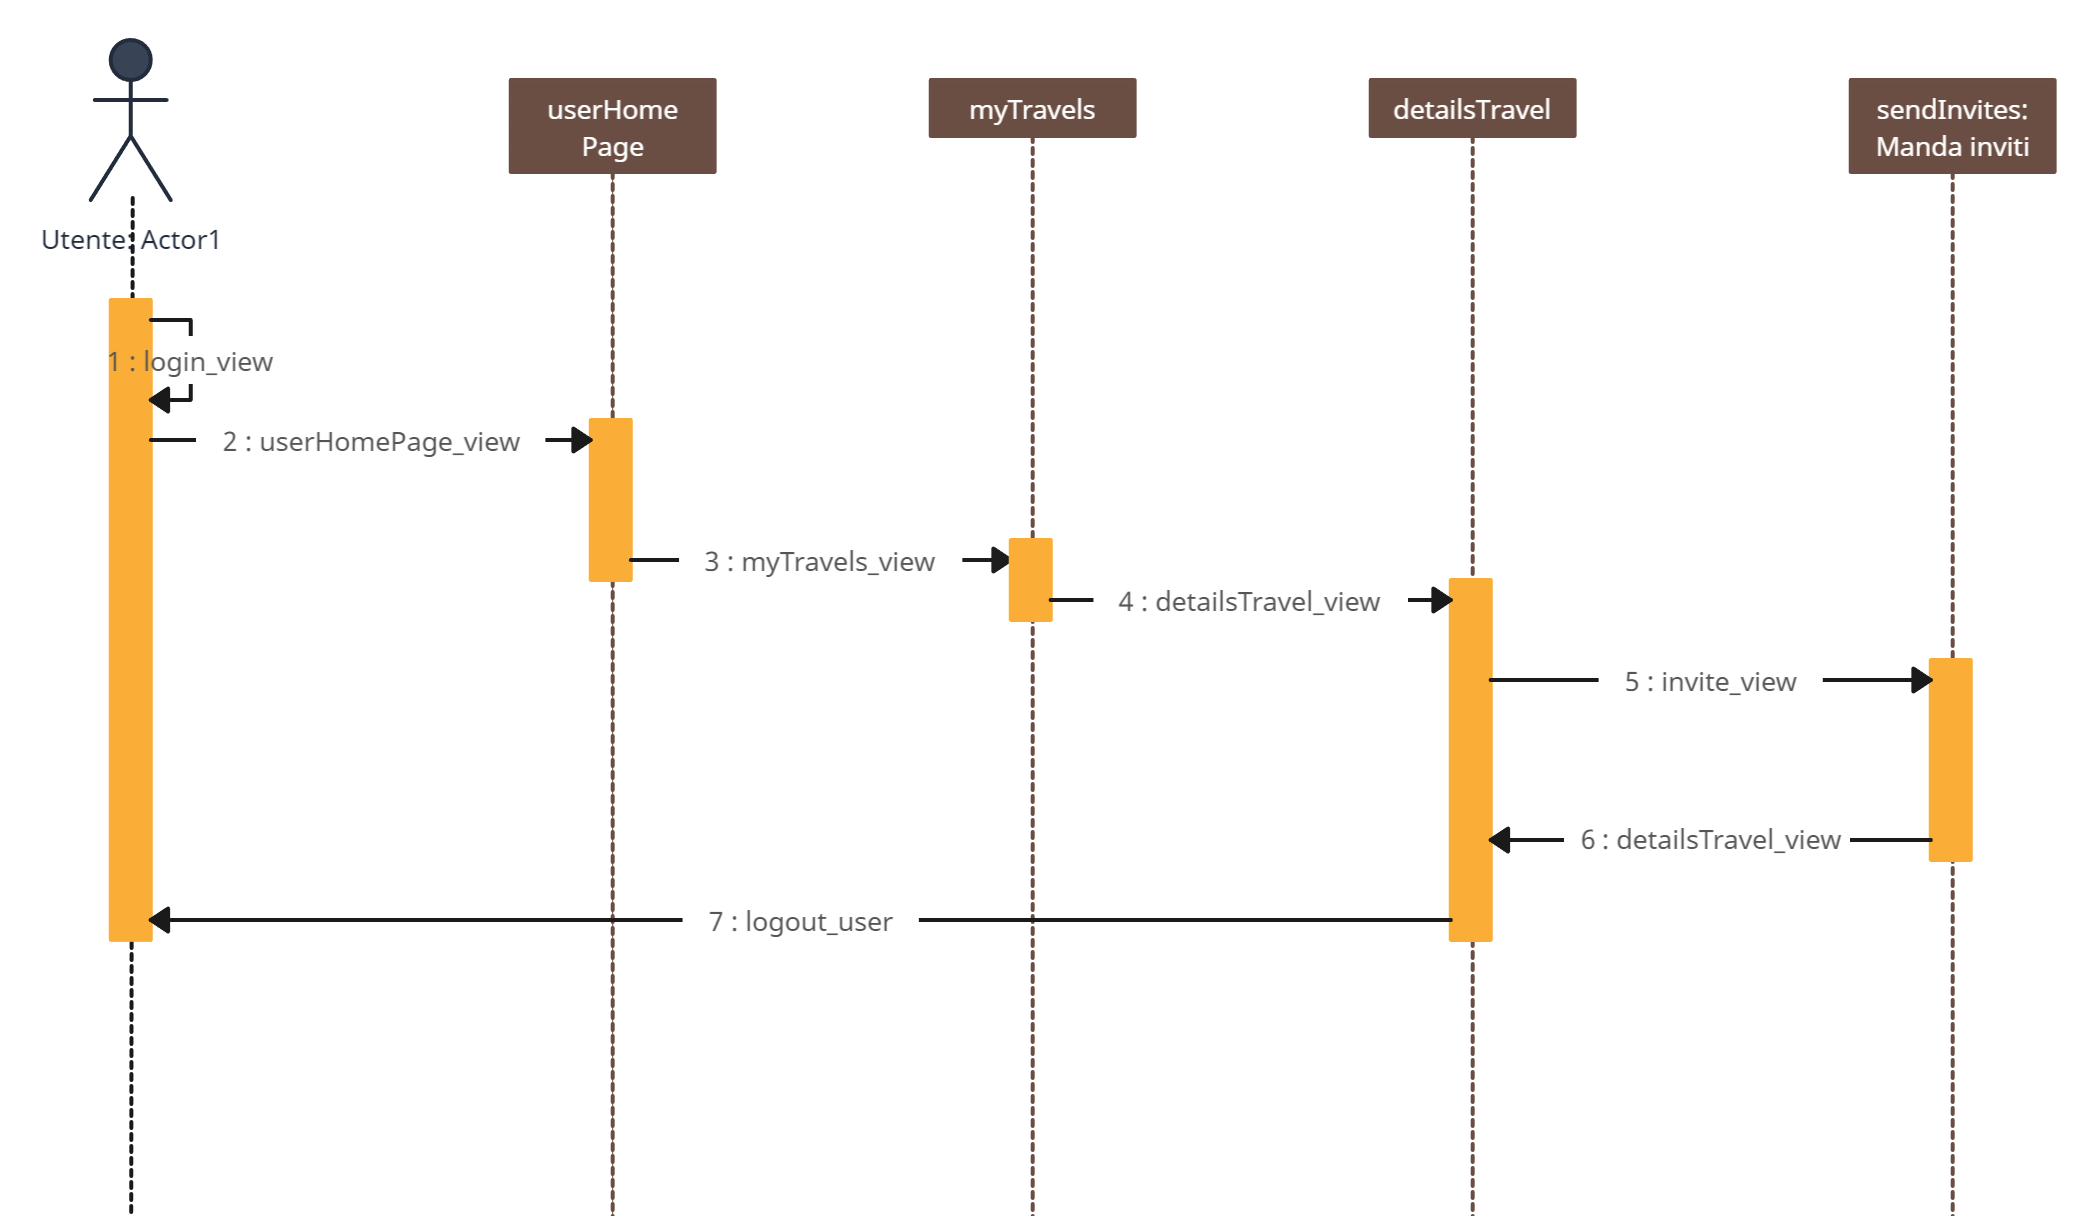 userHome
Page
myTravels
detailsTravel
sendInvites:
Manda inviti
Utente: Actor1
1 : login_view
2 : userHomePage_view
3 : myTravels_view
4 : detailsTravel_view
5 : invite_view
6 : detailsTravel_view
7 : logout_user